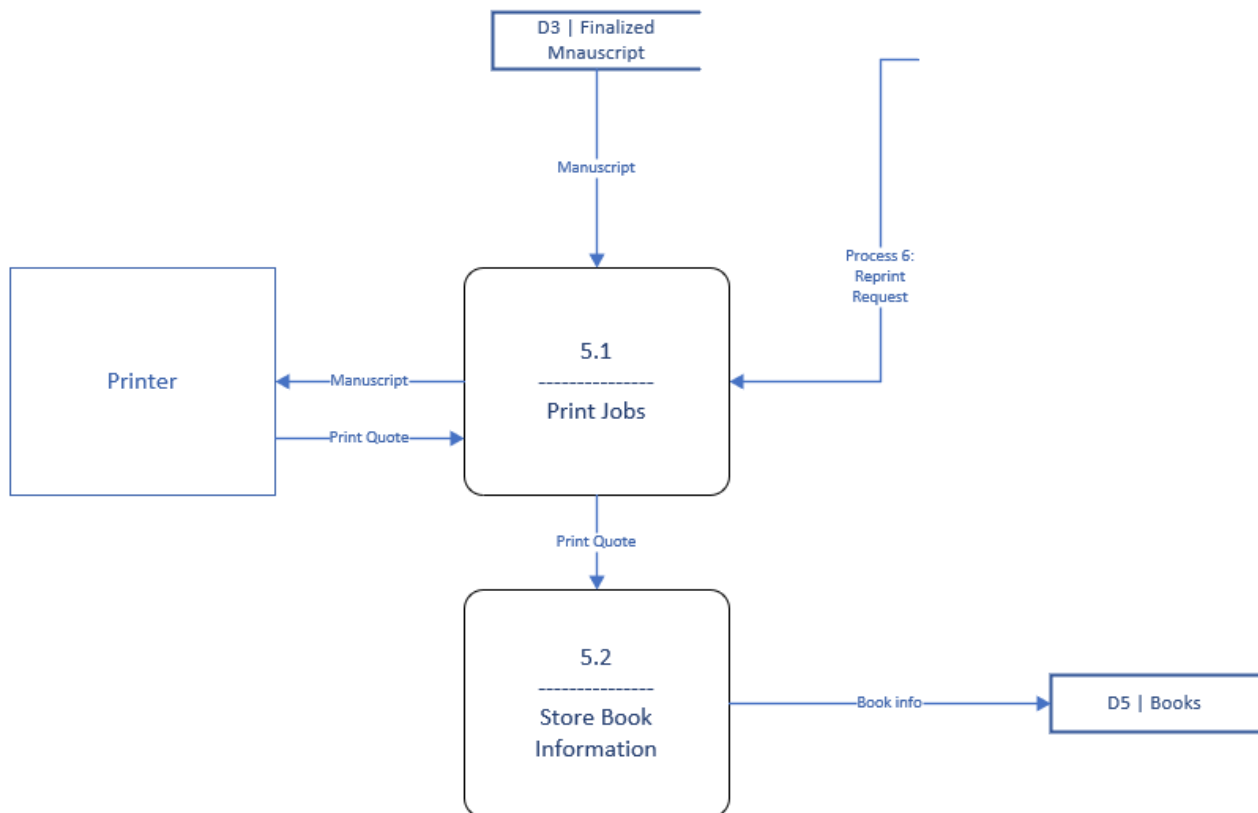 D3 | Finalized
Mnauscript
Manuscript
Process 6:
Reprint
Request
Printer
Manuscript
Print Quote
5.1
---------------
Print Jobs
Print Quote
5.2
---------------
Store Book
Information
Book info
D5 | Books